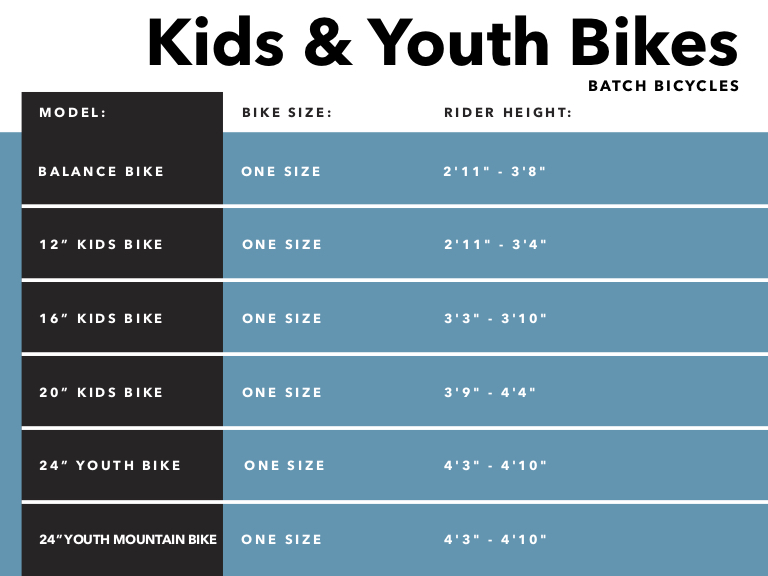 Kids & Youth Bikes
BATCH BICYCLES
MODEL: BIKE SIZE: RIDER HEIGHT:
BALANCE BIKE ONE SIZE 2'11" - 3'8"
12" KIDS BIKE ONE SIZE 2'11" - 3'4"
16" KIDS BIKE ONE SIZE 3'3" - 3'10"
20" KIDS BIKE ONE SIZE 3'9" - 4'4"
24" YOUTH BIKE ONE SIZE 4'3" - 4'10"
24"YOUTH MOUNTAIN BIKE ONE SIZE 4'3" - 4'10"